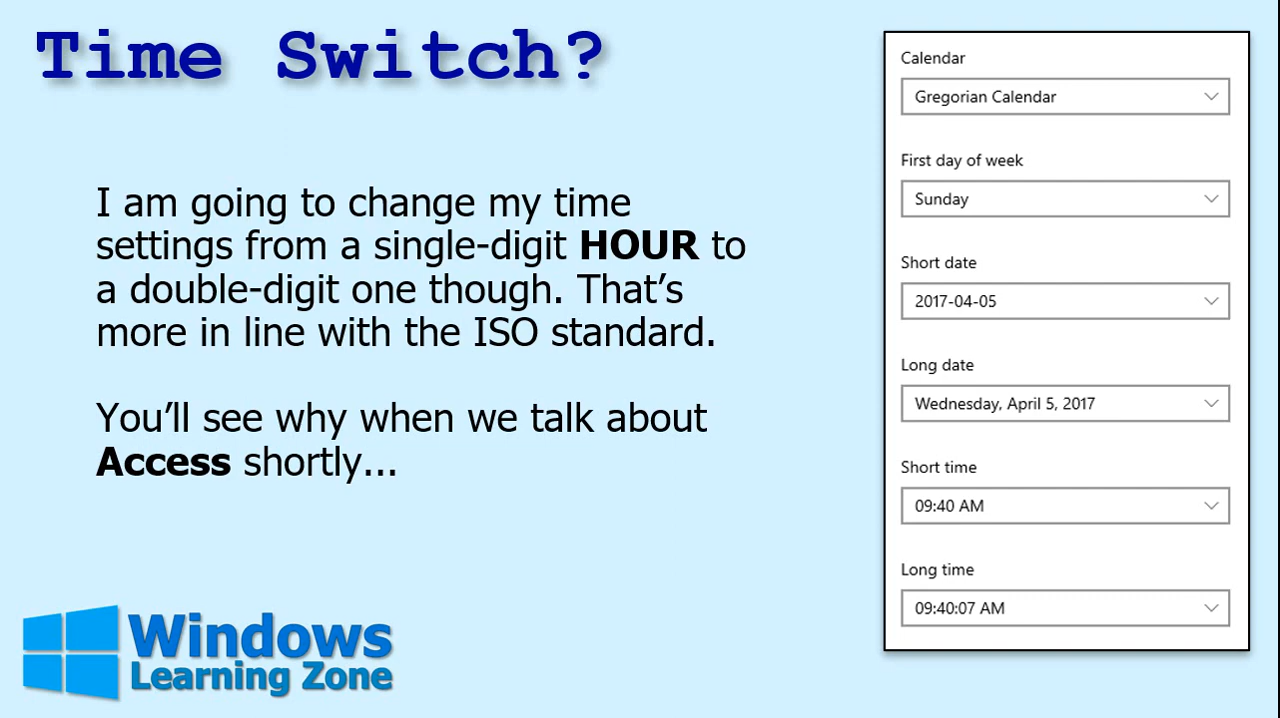 Time Switch?
I am going to change my time
settings from a single-digit HOUR to
a double-digit one though. That’s
more in line with the ISO standard.
You’ll see why when we talk about
Access shortly...
Windows
Learning Zone
Calendar
Gregorian Calendar
First day of week
Sunday
Short date
2017-04-05
Long date
Wednesday, April 5, 2017
Short time
09:40 AM
Long time
09:40:07 AM